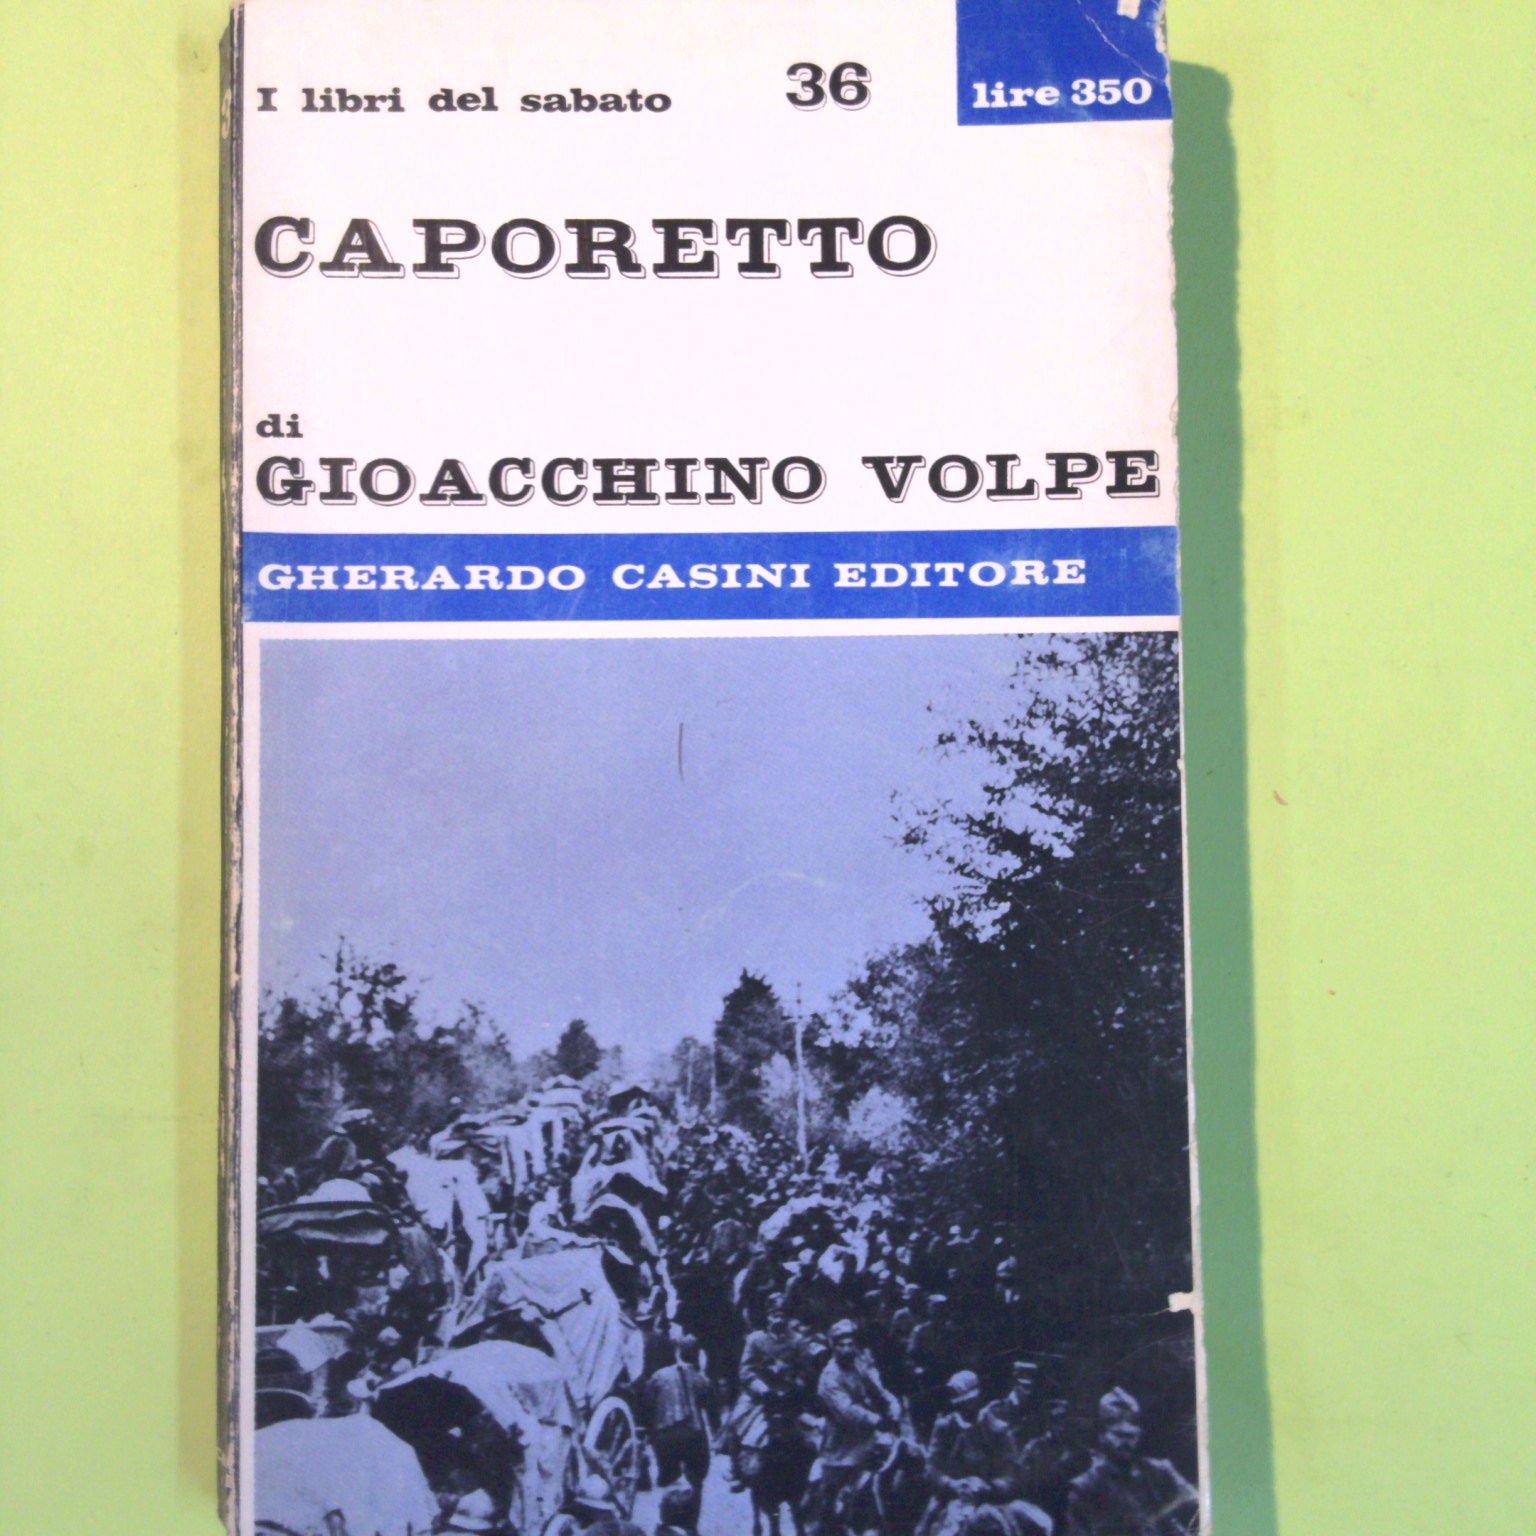 I libri del sabato 36 lire 350
CAPORETTO
di
GIOACCHINO VOLPE
GHERARDO CASINI EDITORE